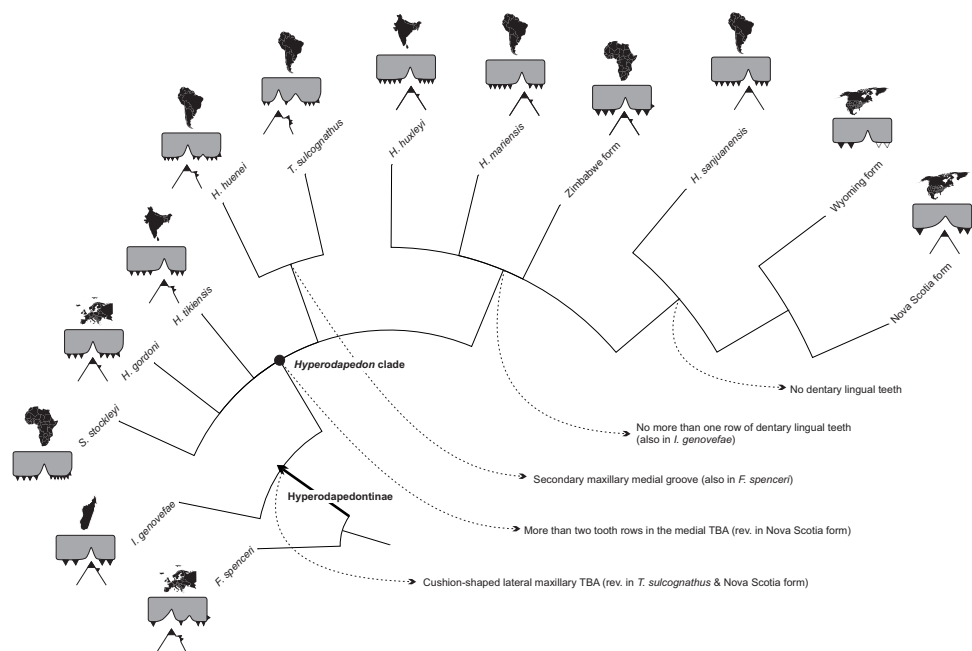 H. huenei
T. sulcognathus
H. huxleyi
H. mariensis
Zimbabwe form
H. sanjuanensis
Wyoming form
Nova Scotia form
H. tikiensis
H. gordoni
S. stockleyi
I. genovefae
F. spenceri
Hyperodapedon clade
Hyperodapedontinae
No dentary lingual teeth
No more than one row of dentary lingual teeth
(also in I. genovefae)
Secondary maxillary medial groove (also in F. spenceri)
More than two tooth rows in the medial TBA (rev. in Nova Scotia form)
Cushion-shaped lateral maxillary TBA (rev. in T. sulcognathus & Nova Scotia form)